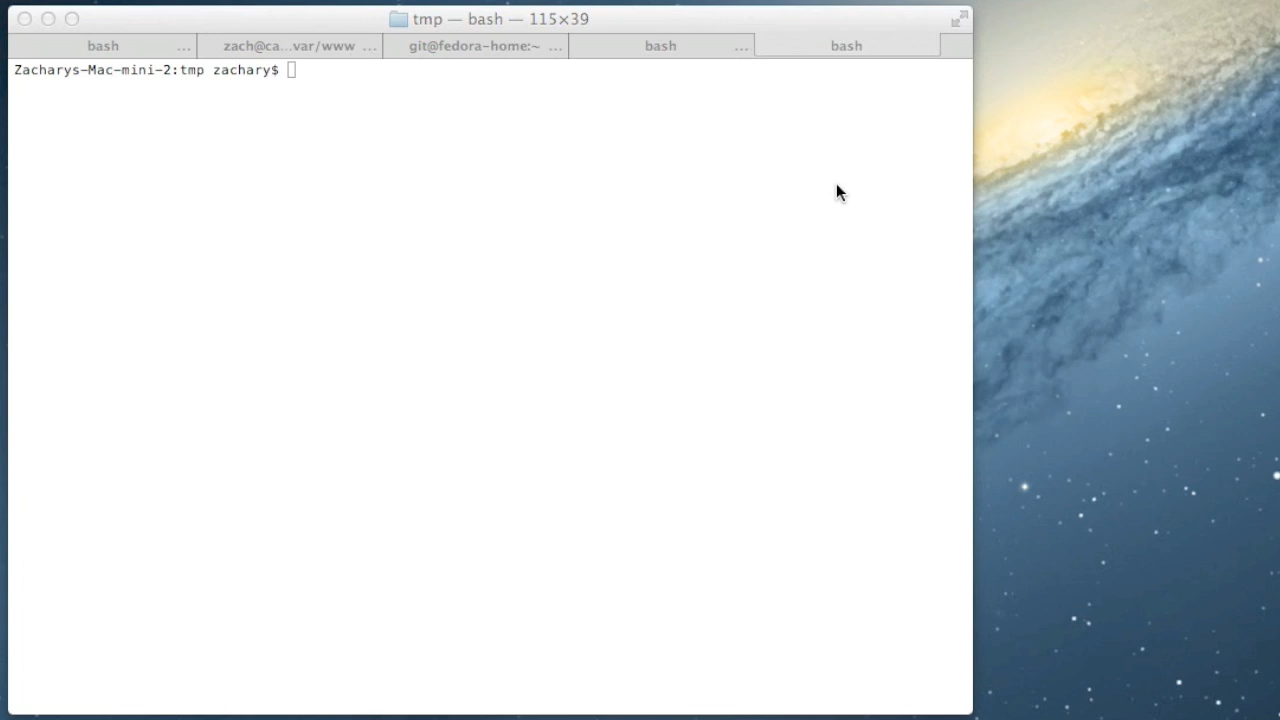 tmp — bash — 115×39
bash ... zach@ca...var/www ... git@fedora-home:~ ... bash ... bash
Zacharys-Mac-mini-2:tmp zachary$